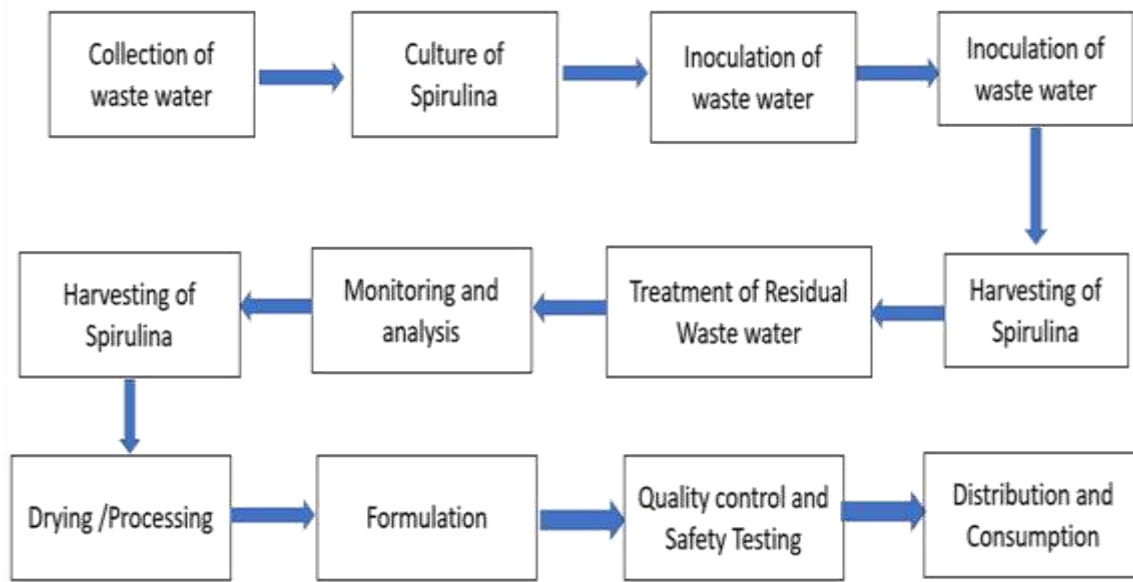 Collection of
waste water
Culture of
Spirulina
Inoculation of
waste water
Inoculation of
waste water
Harvesting of
Spirulina
Treatment of Residual
Waste water
Monitoring and
analysis
Harvesting of
Spirulina
Drying /Processing
Formulation
Quality control and
Safety Testing
Distribution and
Consumption